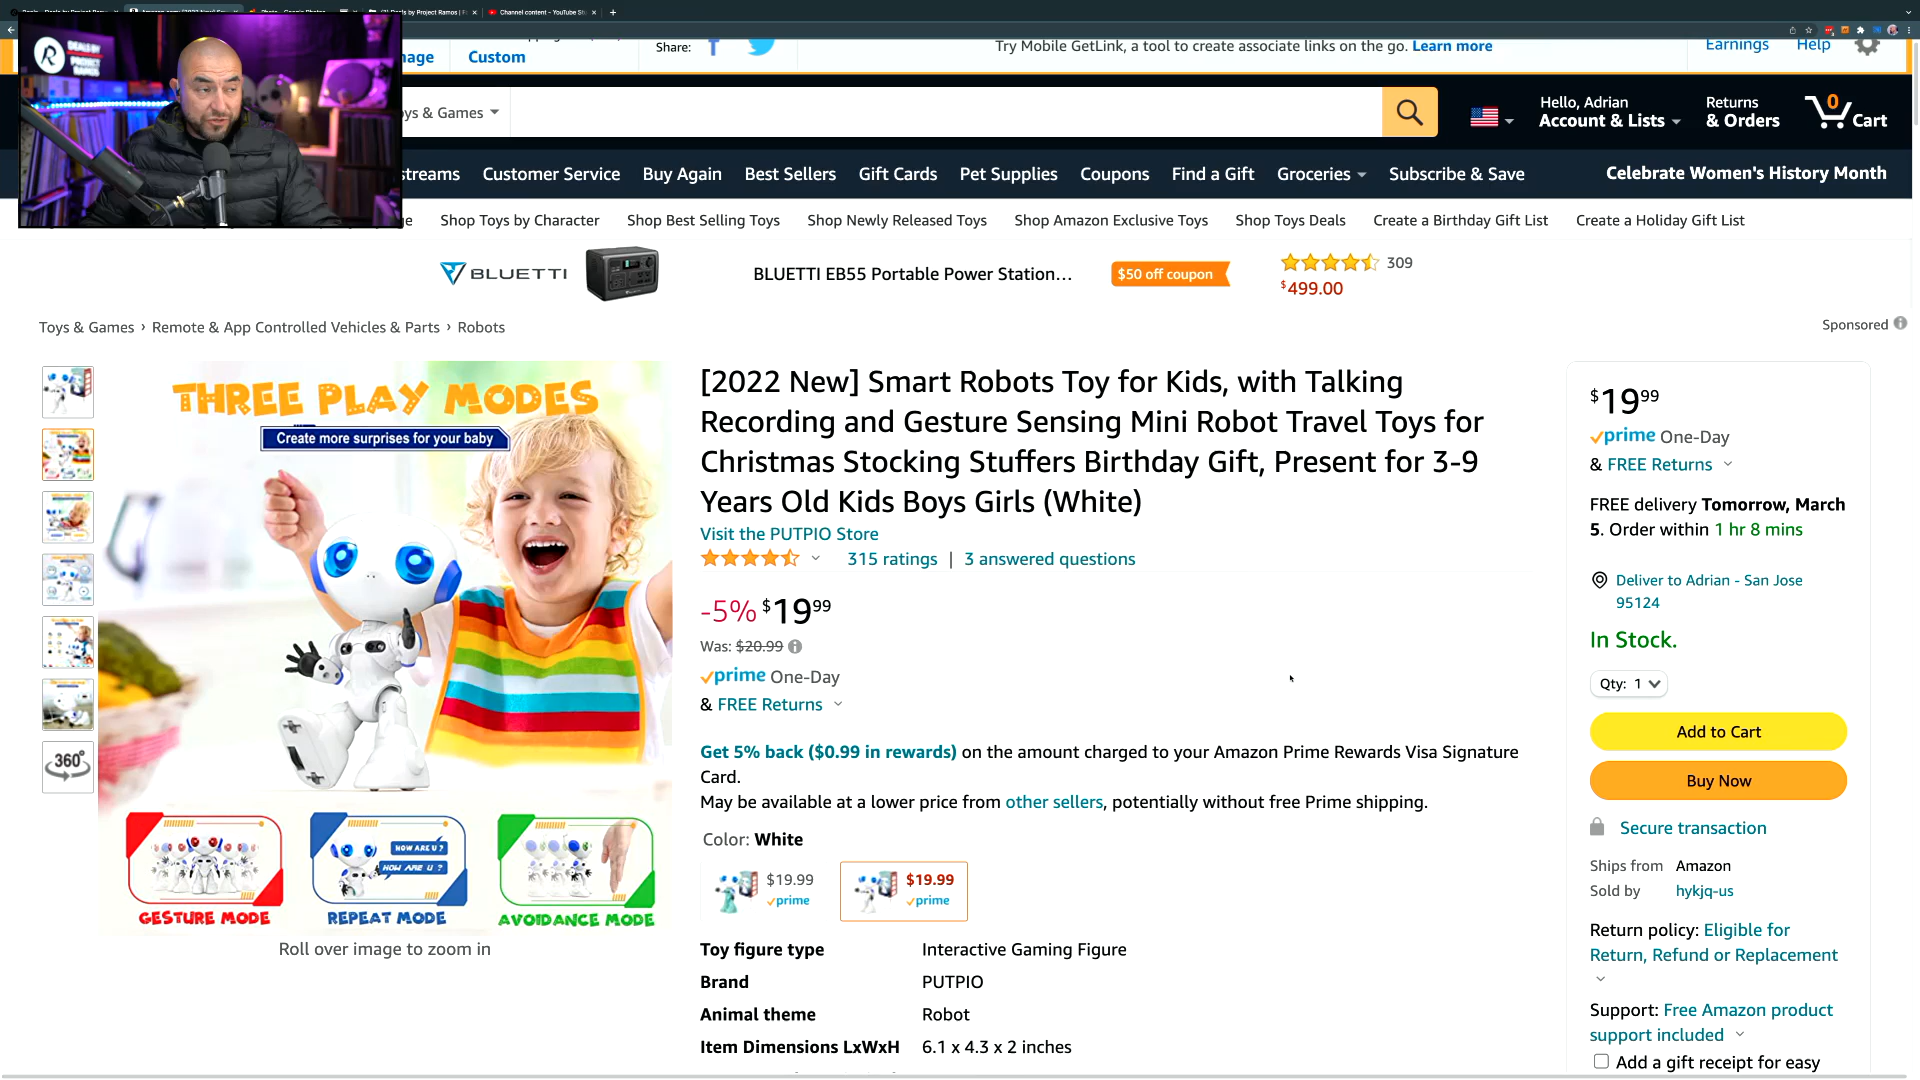 Channel content - YouTube St
R DEALS BY PROJECT RAMOS
Custom
Share:
Try Mobile GetLink, a tool to create associate links on the go. Learn more
Earnings
Help
ys & Games
Hello, Adrian
Account & Lists
Returns
& Orders
0
Cart
streams
Customer Service
Buy Again
Best Sellers
Gift Cards
Pet Supplies
Coupons
Find a Gift
Groceries
Subscribe & Save
Celebrate Women's History Month
Shop Toys by Character
Shop Best Selling Toys
Shop Newly Released Toys
Shop Amazon Exclusive Toys
Shop Toys Deals
Create a Birthday Gift List
Create a Holiday Gift List
BLUETTI
BLUETTI EB55 Portable Power Station...
$50 off coupon
309
$499.00
Sponsored
Toys & Games › Remote & App Controlled Vehicles & Parts › Robots
THREE PLAY MODES
Create more surprises for your baby
HOW ARE U ?
HOW ARE U ?
GESTURE MODE
REPEAT MODE
AVOIDANCE MODE
360°
Roll over image to zoom in
[2022 New] Smart Robots Toy for Kids, with Talking
Recording and Gesture Sensing Mini Robot Travel Toys for
Christmas Stocking Stuffers Birthday Gift, Present for 3-9
Years Old Kids Boys Girls (White)
Visit the PUTPIO Store
315 ratings | 3 answered questions
-5% $19 99
Was: $20.99
prime One-Day
& FREE Returns
Get 5% back ($0.99 in rewards) on the amount charged to your Amazon Prime Rewards Visa Signature
Card.
May be available at a lower price from other sellers, potentially without free Prime shipping.
Color: White
$19.99
prime
$19.99
prime
Toy figure type Interactive Gaming Figure
Brand PUTPIO
Animal theme Robot
Item Dimensions LxWxH 6.1 x 4.3 x 2 inches
$19 99
prime One-Day
& FREE Returns
FREE delivery Tomorrow, March
5. Order within 1 hr 8 mins
Deliver to Adrian - San Jose
95124
In Stock.
Qty: 1
Add to Cart
Buy Now
Secure transaction
Ships from Amazon
Sold by hykjq-us
Return policy: Eligible for
Return, Refund or Replacement
Support: Free Amazon product
support included
Add a gift receipt for easy